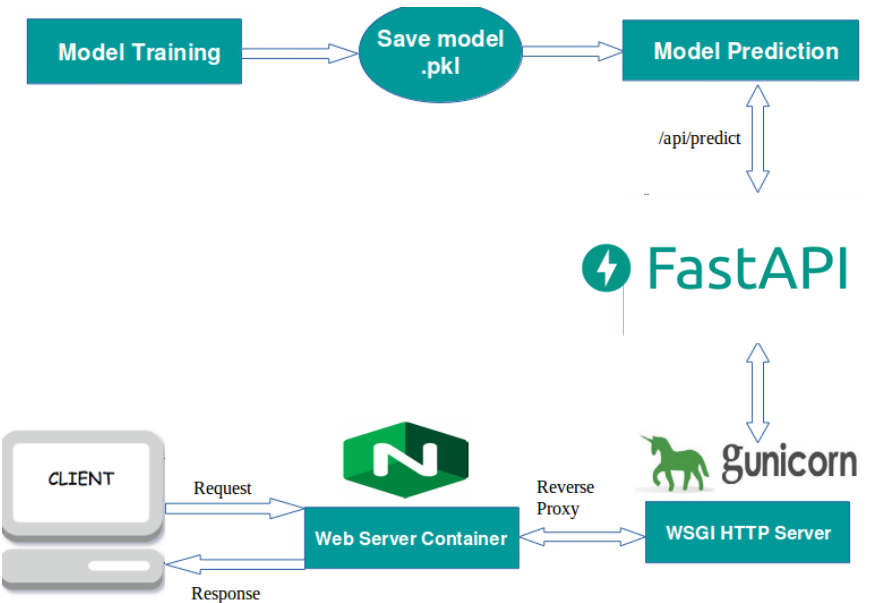 Model Training
Save model
.pkl
Model Prediction
/api/predict
FastAPI
CLIENT
Request
N
Reverse
Proxy
gunicorn
Web Server Container
WSGI HTTP Server
Response